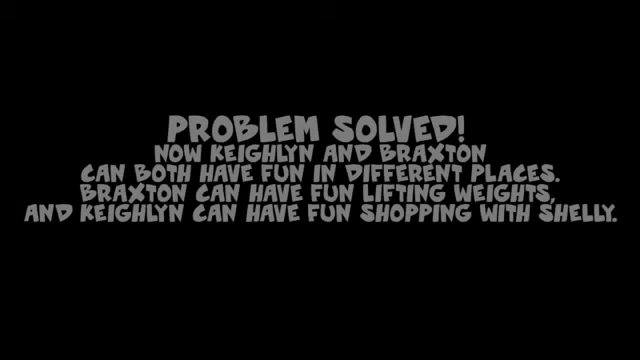 PROBLEM SOLVED!
NOW KEIGHLYN AND BRAXTON
CAN BOTH HAVE FUN IN DIFFERENT PLACES.
BRAXTON CAN HAVE FUN LIFTING WEIGHTS,
AND KEIGHLYN CAN HAVE FUN SHOPPING WITH SHELLY.